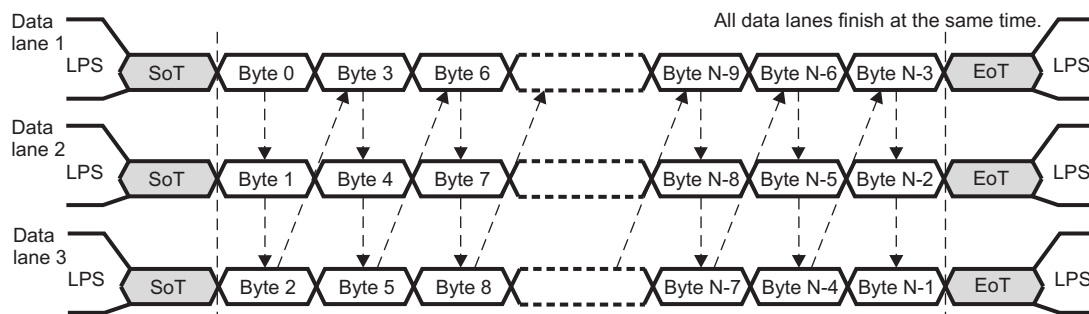 Data
lane 1
All data lanes finish at the same time.
LPS
SoT
Byte 0
Byte 3
Byte 6
Byte N-9
Byte N-6
Byte N-3
EoT
LPS
Data
lane 2
LPS
SoT
Byte 1
Byte 4
Byte 7
Byte N-8
Byte N-5
Byte N-2
EoT
LPS
Data
lane 3
LPS
SoT
Byte 2
Byte 5
Byte 8
Byte N-7
Byte N-4
Byte N-1
EoT
LPS